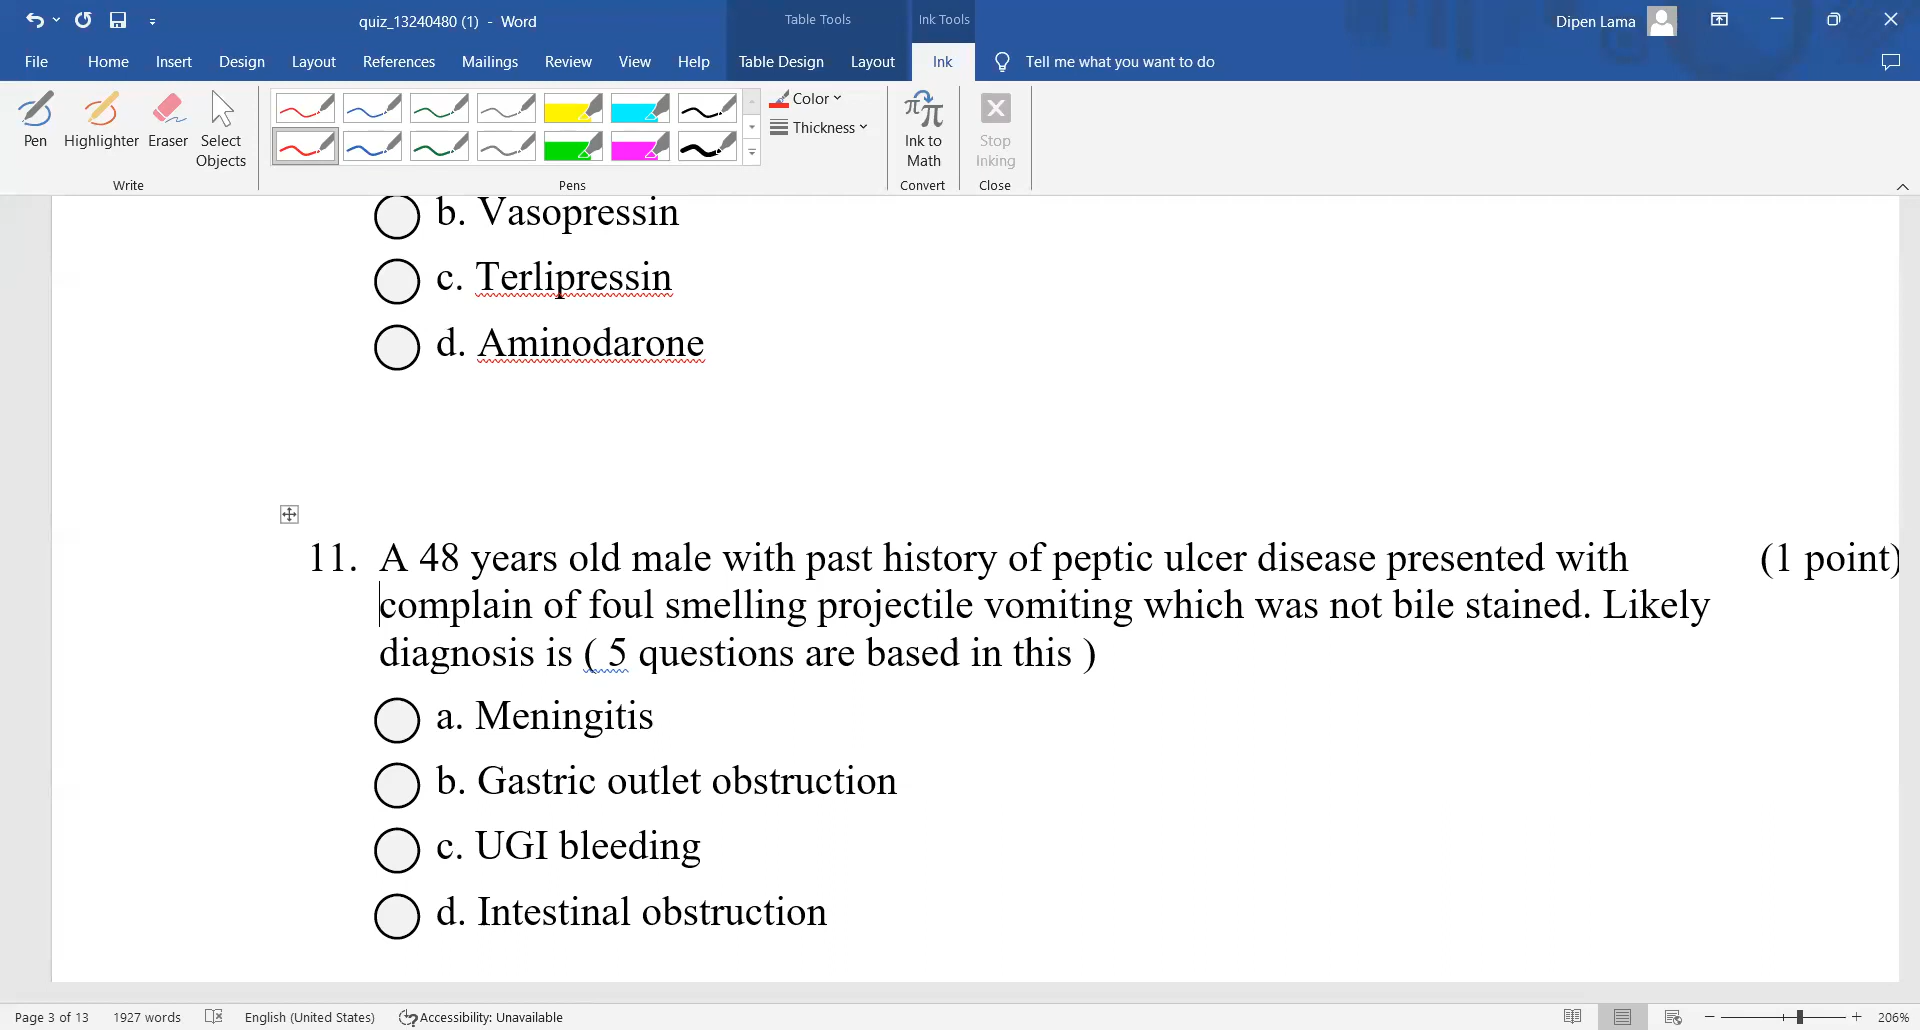 quiz_13240480 (1) - Word
Table Tools
Ink Tools
Dipen Lama
File Home Insert Design Layout References Mailings Review View Help Table Design Layout Ink Tell me what you want to do
Pen Highlighter Eraser Select Objects
Color
Thickness
Ink to Math
Stop Inking
Write Pens Convert Close
b. Vasopressin
c. Terlipressin
d. Aminodarone
11. A 48 years old male with past history of peptic ulcer disease presented with (1 point)
complain of foul smelling projectile vomiting which was not bile stained. Likely
diagnosis is ( 5 questions are based in this )
a. Meningitis
b. Gastric outlet obstruction
c. UGI bleeding
d. Intestinal obstruction
Page 3 of 13 1927 words English (United States) Accessibility: Unavailable 206%